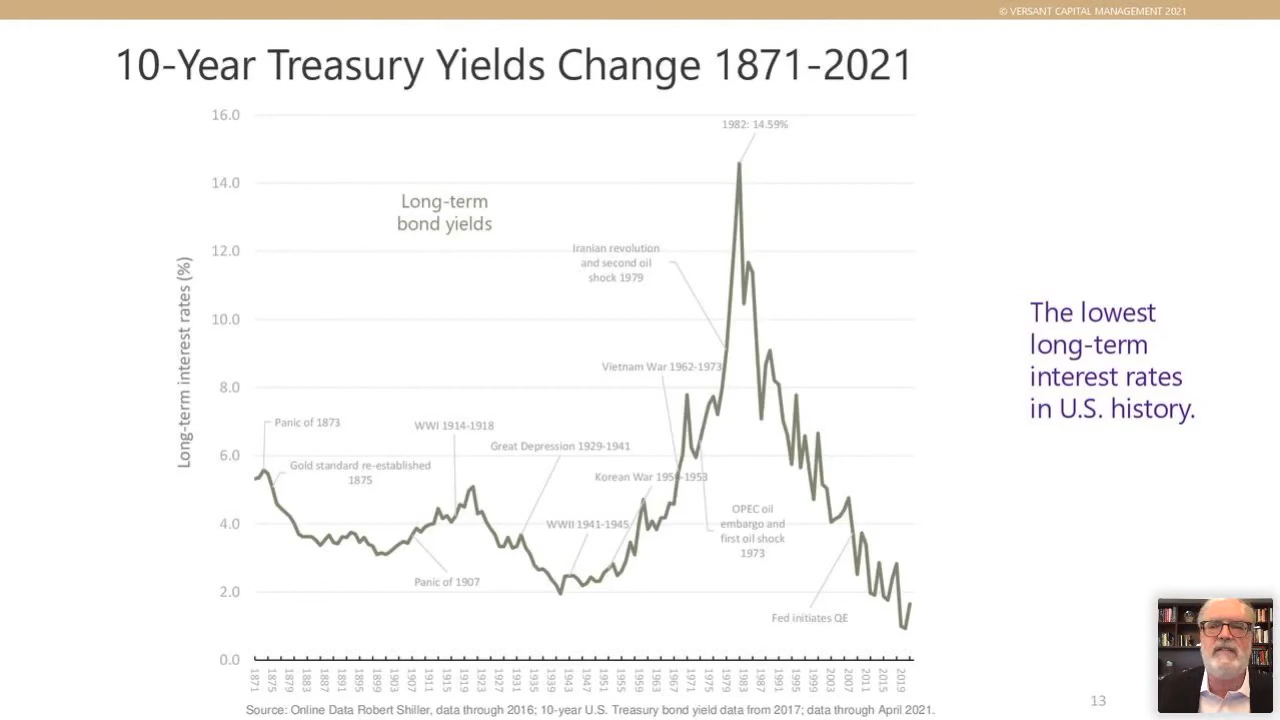 © VERSANT CAPITAL MANAGEMENT 2021
10-Year Treasury Yields Change 1871-2021
16.0
14.0
12.0
10.0
8.0
6.0
4.0
2.0
0.0
Long-term interest rates (%)
Long-term
bond yields
1982: 14.59%
Iranian revolution
and second oil
shock 1979
Vietnam War 1962-1973
Panic of 1873
WWI 1914-1918
Great Depression 1929-1941
Gold standard re-established
1875
Korean War 1950-1953
WWII 1941-1945
OPEC oil
embargo and
first oil shock
1973
Panic of 1907
Fed initiates QE
1871 1875 1879 1883 1887 1891 1895 1899 1903 1907 1911 1915 1919 1923 1927 1931 1935 1939 1943 1947 1951 1955 1959 1963 1967 1971 1975 1979 1983 1987 1991 1995 1999 2003 2007 2011 2015 2019
The lowest
long-term
interest rates
in U.S. history.
Source: Online Data Robert Shiller, data through 2016; 10-year U.S. Treasury bond yield data from 2017; data through April 2021.
13